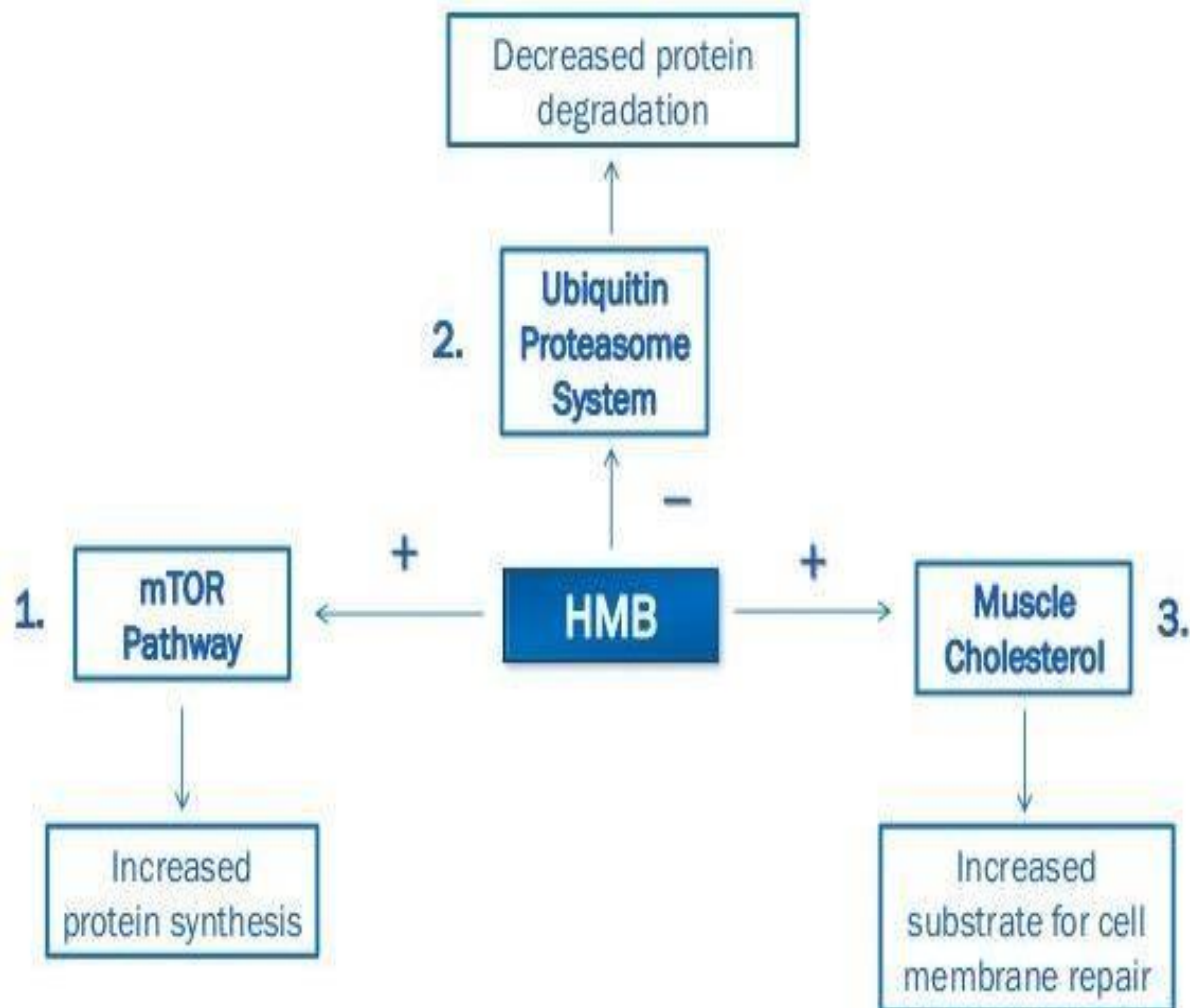 Decreased protein
degradation
2.
Ubiquitin
Proteasome
System
–
+
+
1.
mTOR
Pathway
HMB
Muscle
Cholesterol
3.
Increased
protein synthesis
Increased
substrate for cell
membrane repair